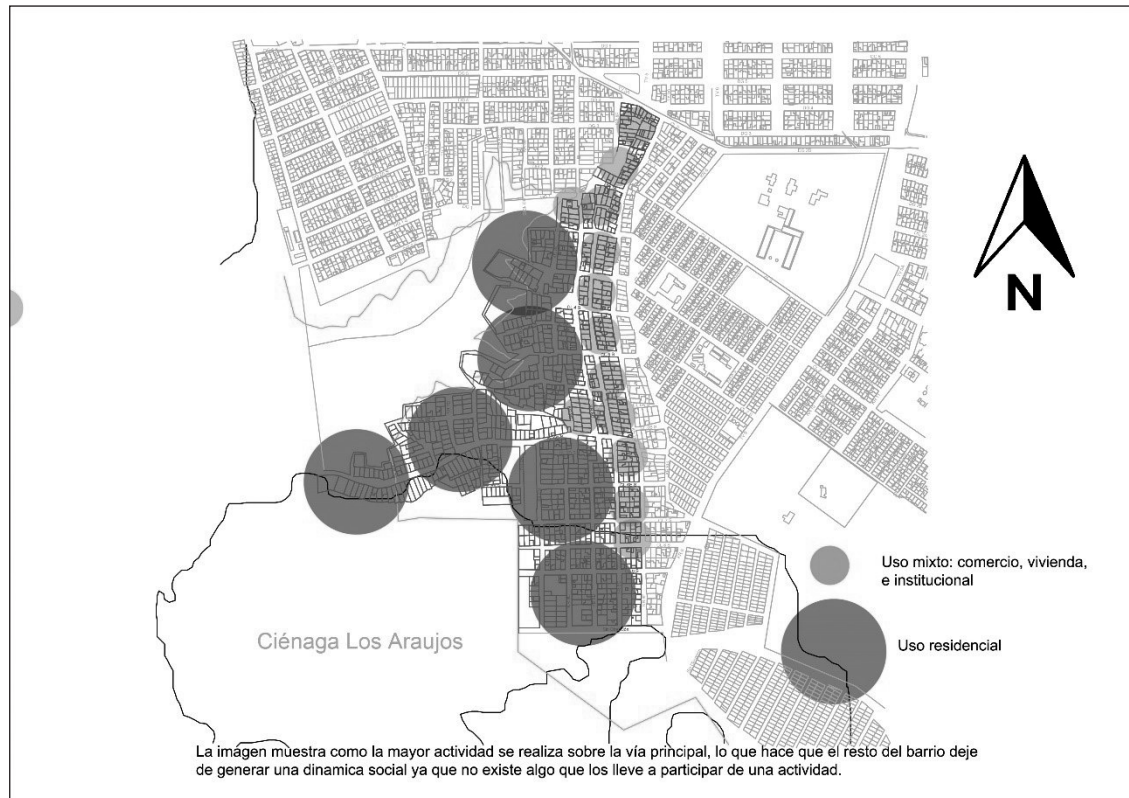 N
Uso mixto: comercio, vivienda,
e institucional
Uso residencial
Ciénaga Los Araujos
La imágen muestra como la mayor actividad se realiza sobre la vía principal, lo que hace que el resto del barrio deje
de generar una dinamica social ya que no existe algo que los lleve a participar de una actividad.